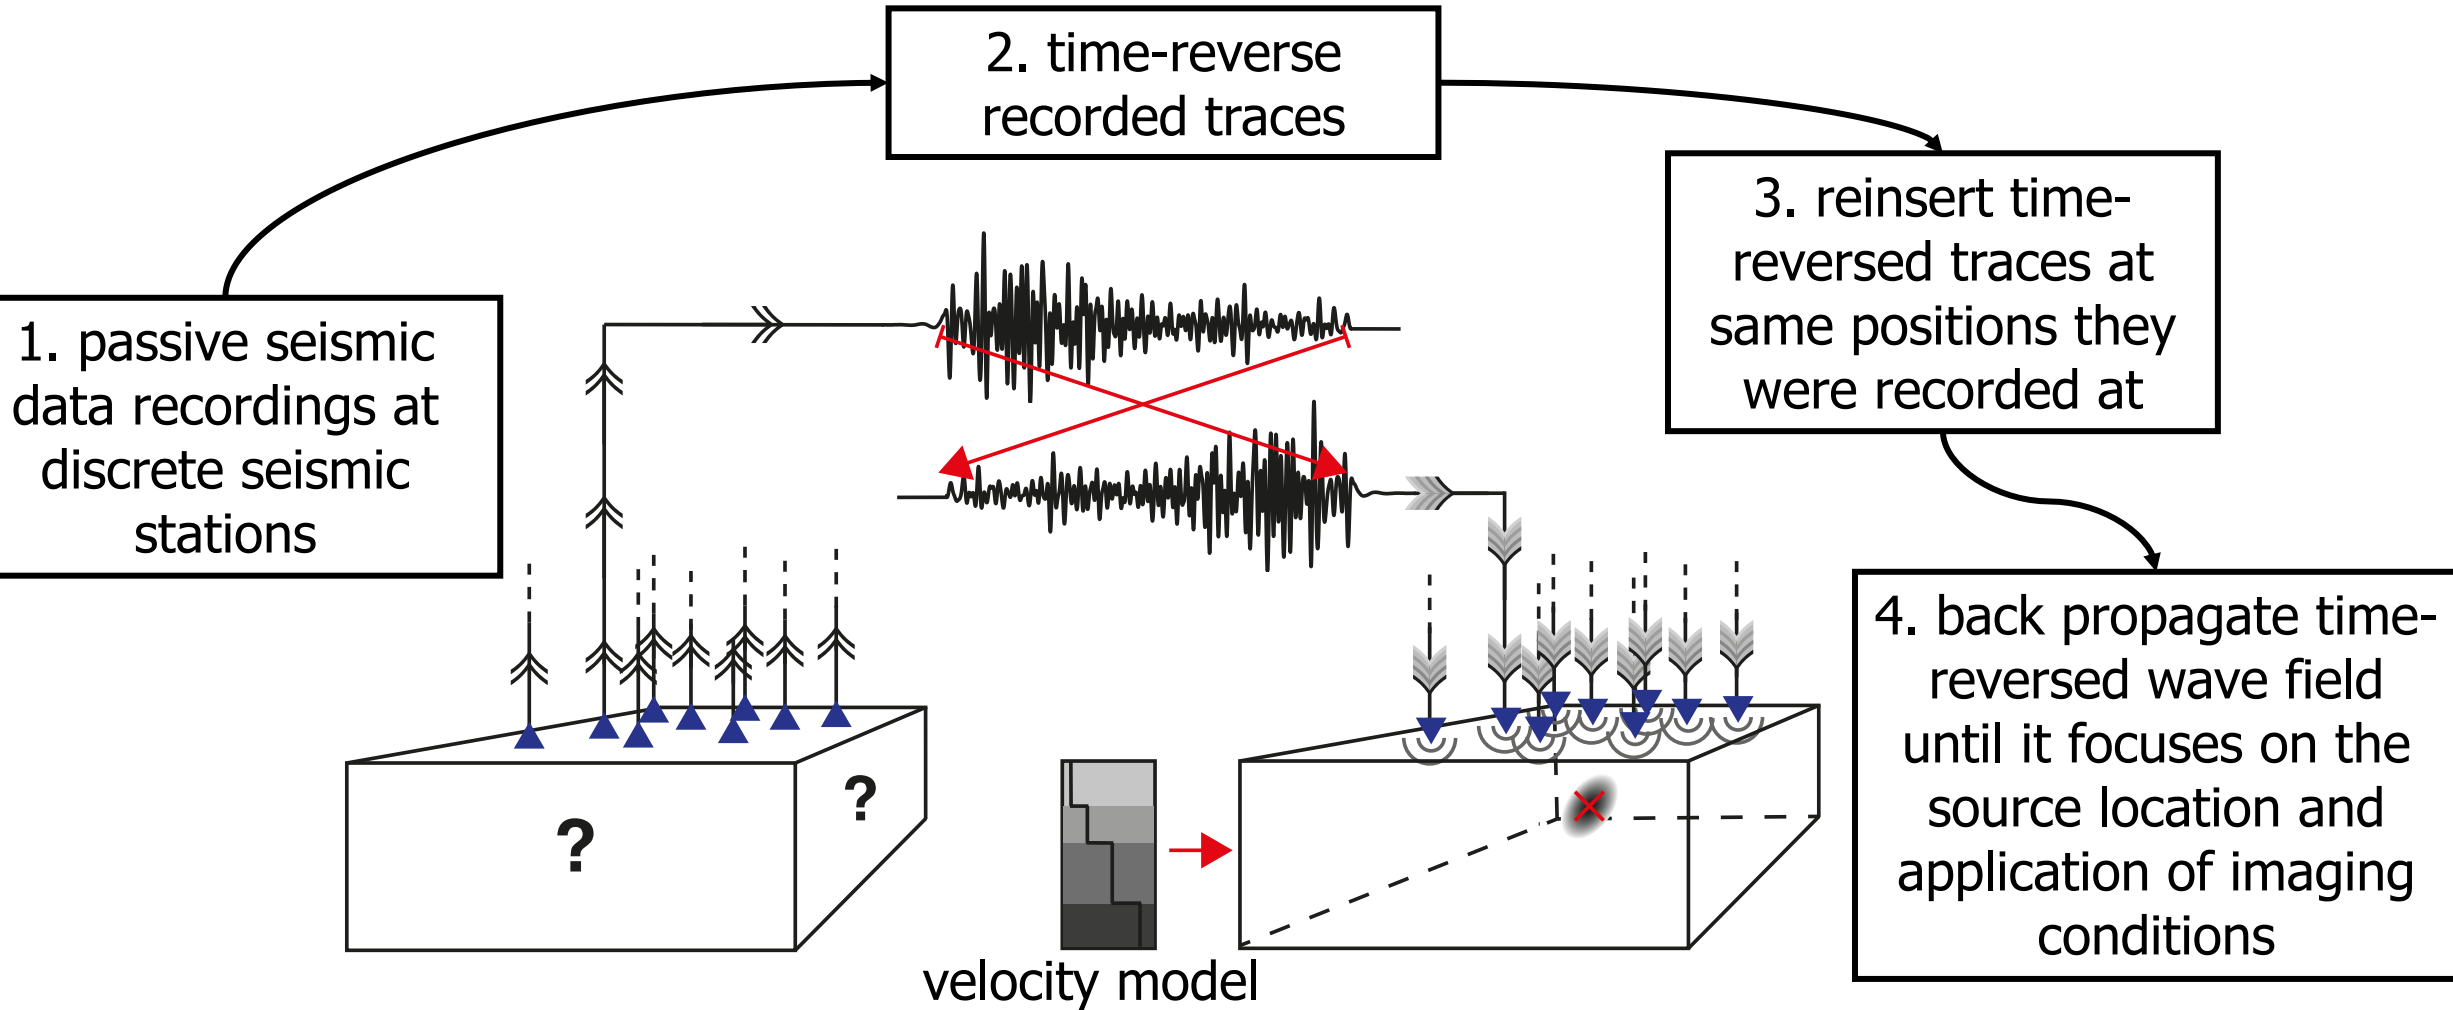 1. passive seismic
data recordings at
discrete seismic
stations
2. time-reverse
recorded traces
3. reinsert time-
reversed traces at
same positions they
were recorded at
4. back propagate time-
reversed wave field
until it focuses on the
source location and
application of imaging
conditions
?
?
velocity model